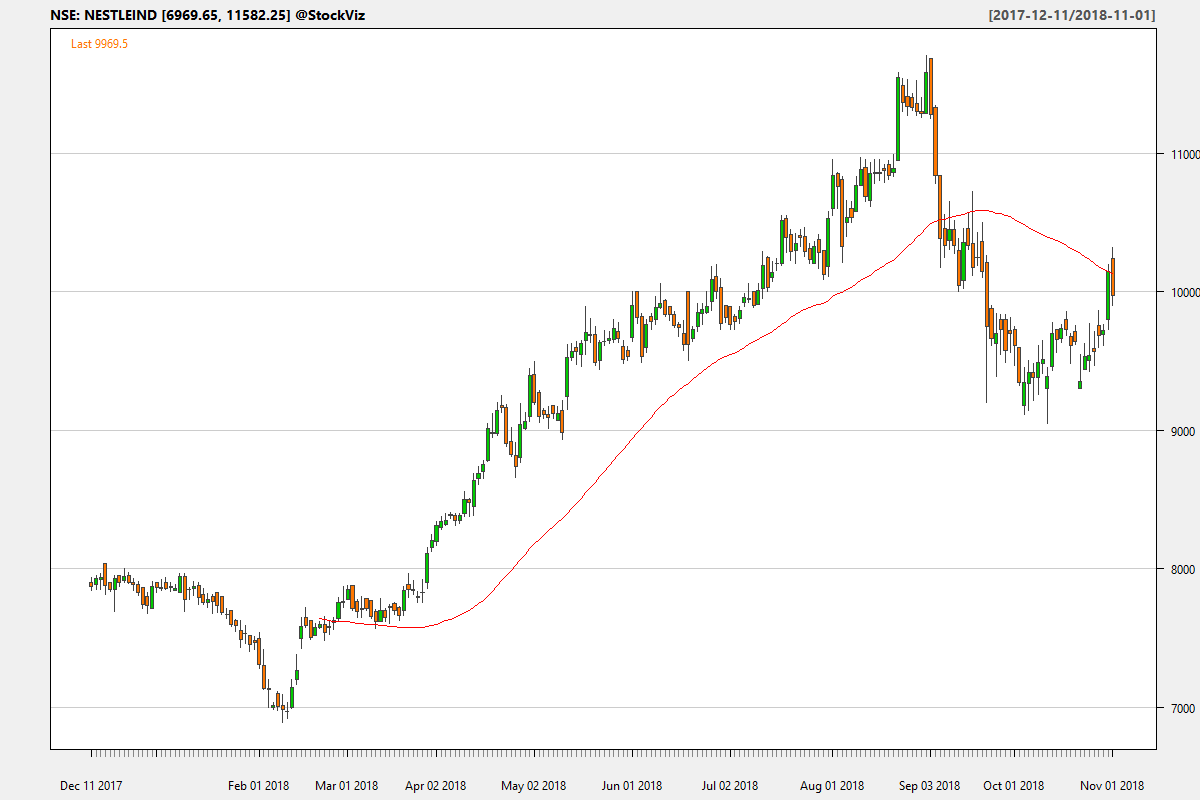 NSE: NESTLEIND [6969.65, 11582.25] @StockViz
[2017-12-11/2018-11-01]
Last 9969.5
11000
10000
9000
8000
7000
Dec 11 2017
Feb 01 2018
Mar 01 2018
Apr 02 2018
May 02 2018
Jun 01 2018
Jul 02 2018
Aug 01 2018
Sep 03 2018
Oct 01 2018
Nov 01 2018